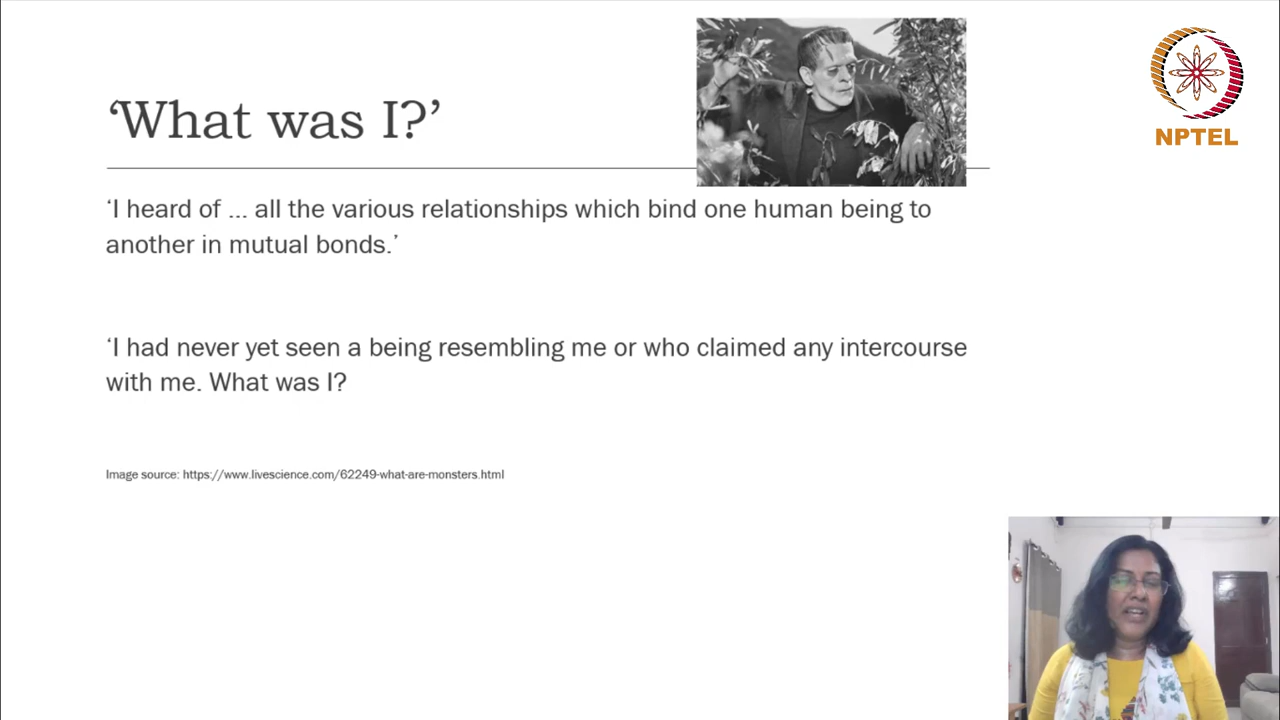 ‘What was I?’
NPTEL
‘I heard of ... all the various relationships which bind one human being to
another in mutual bonds.’
‘I had never yet seen a being resembling me or who claimed any intercourse
with me. What was I?
Image source: https://www.livescience.com/62249-what-are-monsters.html